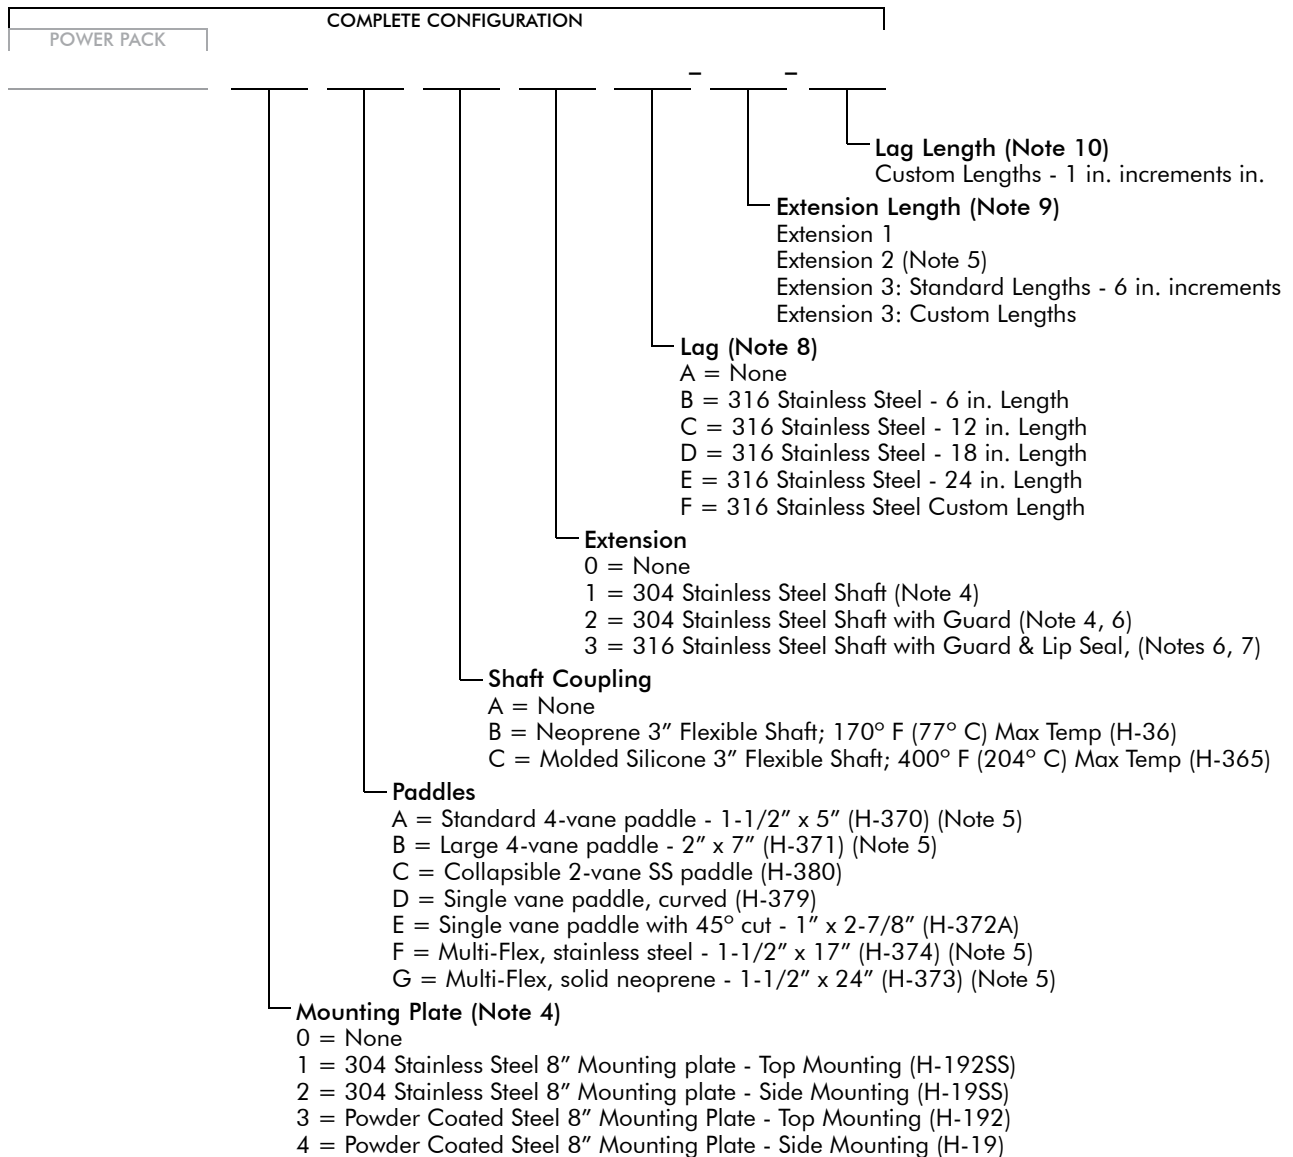 COMPLETE CONFIGURATION
POWER PACK
– –
Lag Length (Note 10)
Custom Lengths - 1 in. increments in.
Extension Length (Note 9)
Extension 1
Extension 2 (Note 5)
Extension 3: Standard Lengths - 6 in. increments
Extension 3: Custom Lengths
Lag (Note 8)
A = None
B = 316 Stainless Steel - 6 in. Length
C = 316 Stainless Steel - 12 in. Length
D = 316 Stainless Steel - 18 in. Length
E = 316 Stainless Steel - 24 in. Length
F = 316 Stainless Steel Custom Length
Extension
0 = None
1 = 304 Stainless Steel Shaft (Note 4)
2 = 304 Stainless Steel Shaft with Guard (Note 4, 6)
3 = 316 Stainless Steel Shaft with Guard & Lip Seal, (Notes 6, 7)
Shaft Coupling
A = None
B = Neoprene 3” Flexible Shaft; 170º F (77º C) Max Temp (H-36)
C = Molded Silicone 3” Flexible Shaft; 400º F (204º C) Max Temp (H-365)
Paddles
A = Standard 4-vane paddle - 1-1/2” x 5” (H-370) (Note 5)
B = Large 4-vane paddle - 2” x 7” (H-371) (Note 5)
C = Collapsible 2-vane SS paddle (H-380)
D = Single vane paddle, curved (H-379)
E = Single vane paddle with 45º cut - 1” x 2-7/8” (H-372A)
F = Multi-Flex, stainless steel - 1-1/2” x 17” (H-374) (Note 5)
G = Multi-Flex, solid neoprene - 1-1/2” x 24” (H-373) (Note 5)
Mounting Plate (Note 4)
0 = None
1 = 304 Stainless Steel 8” Mounting plate - Top Mounting (H-192SS)
2 = 304 Stainless Steel 8” Mounting plate - Side Mounting (H-19SS)
3 = Powder Coated Steel 8” Mounting Plate - Top Mounting (H-192)
4 = Powder Coated Steel 8” Mounting Plate - Side Mounting (H-19)